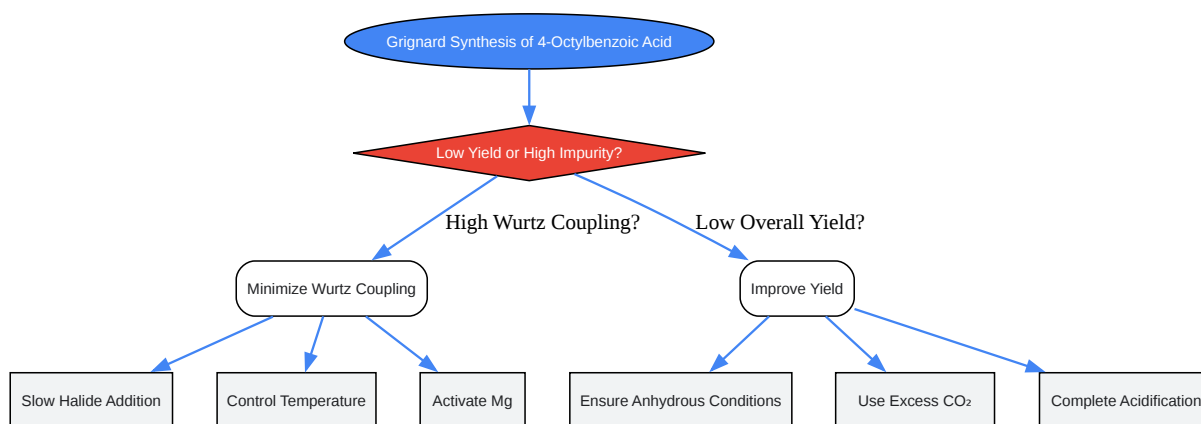 Grignard Synthesis of 4-Octylbenzoic Acid
Low Yield or High Impurity?
High Wurtz Coupling?
Low Overall Yield?
Minimize Wurtz Coupling
Improve Yield
Slow Halide Addition
Control Temperature
Activate Mg
Ensure Anhydrous Conditions
Use Excess CO₂
Complete Acidification